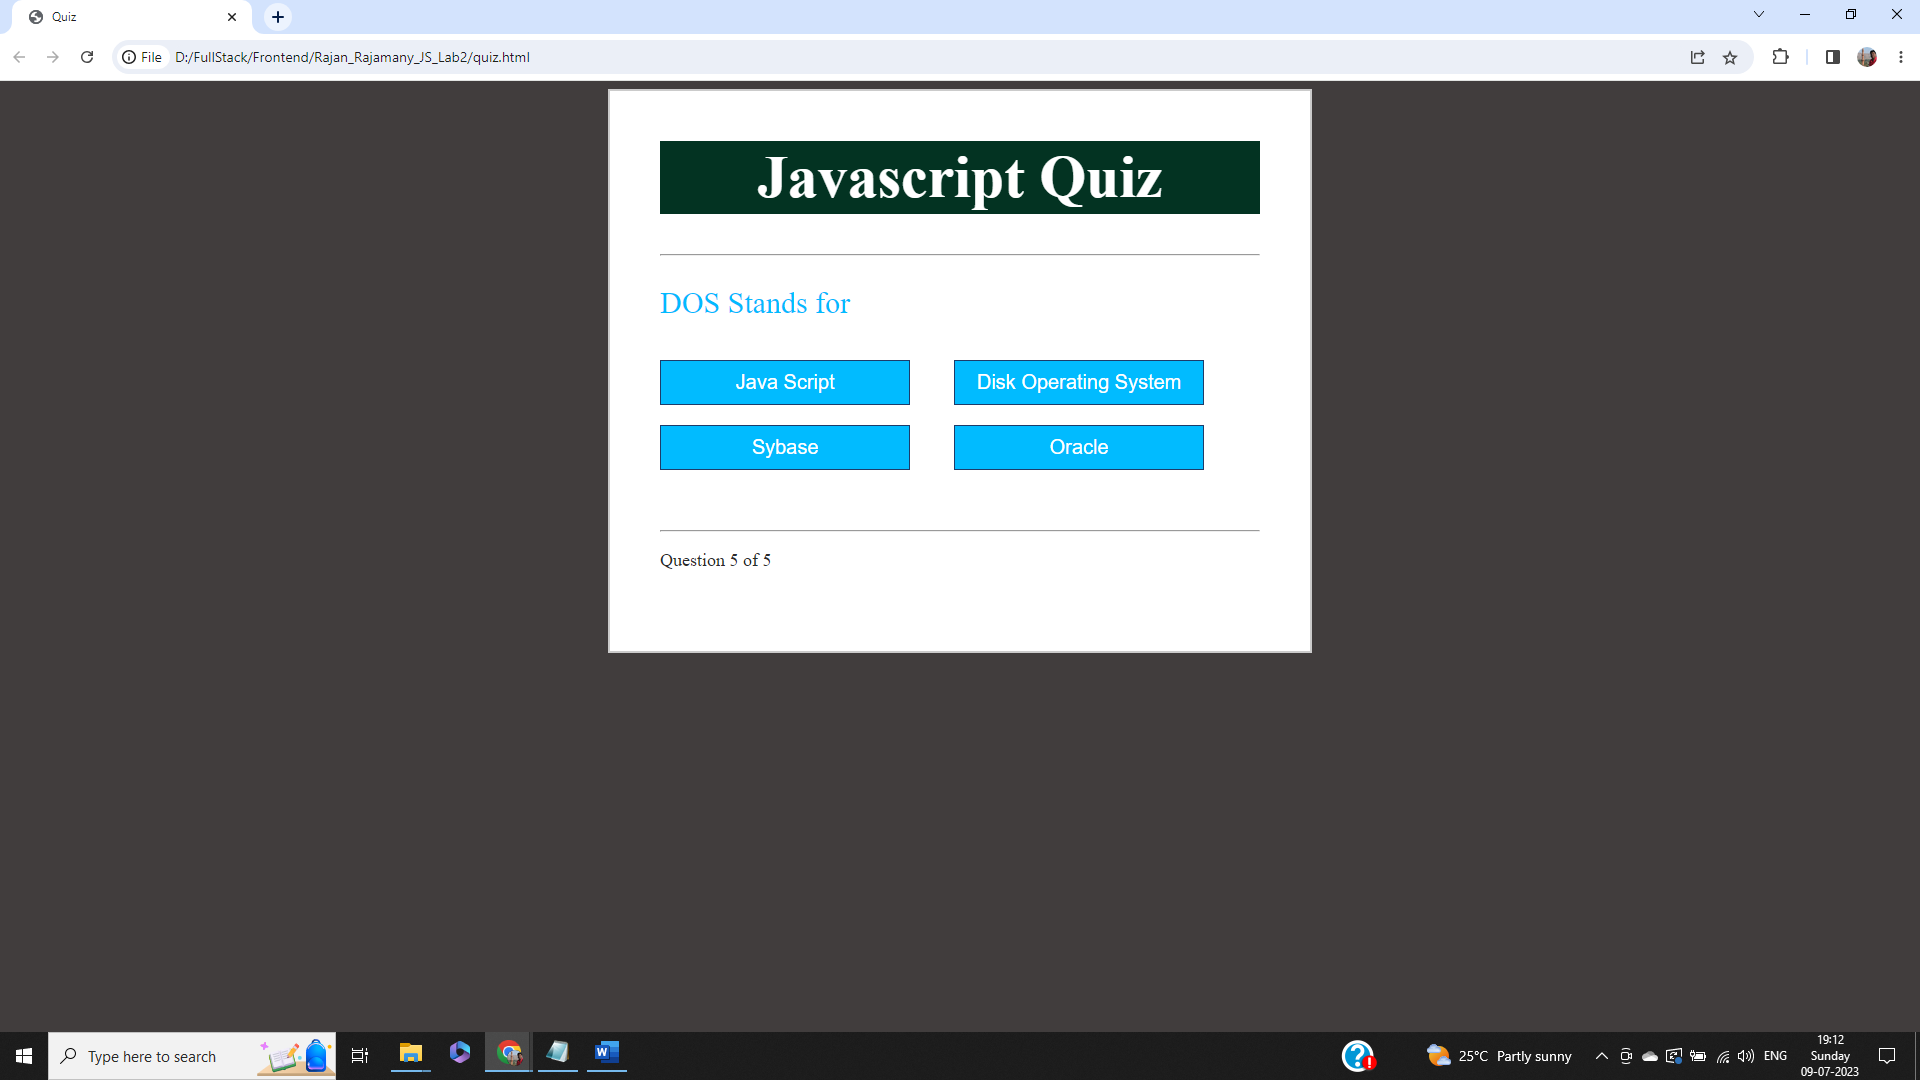 Quiz
File D:/FullStack/Frontend/Rajan_Rajamany_JS_Lab2/quiz.html
Javascript Quiz
DOS Stands for
Java Script Disk Operating System
Sybase Oracle
Question 5 of 5
Type here to search
25°C Partly sunny
ENG
19:12
Sunday
09-07-2023